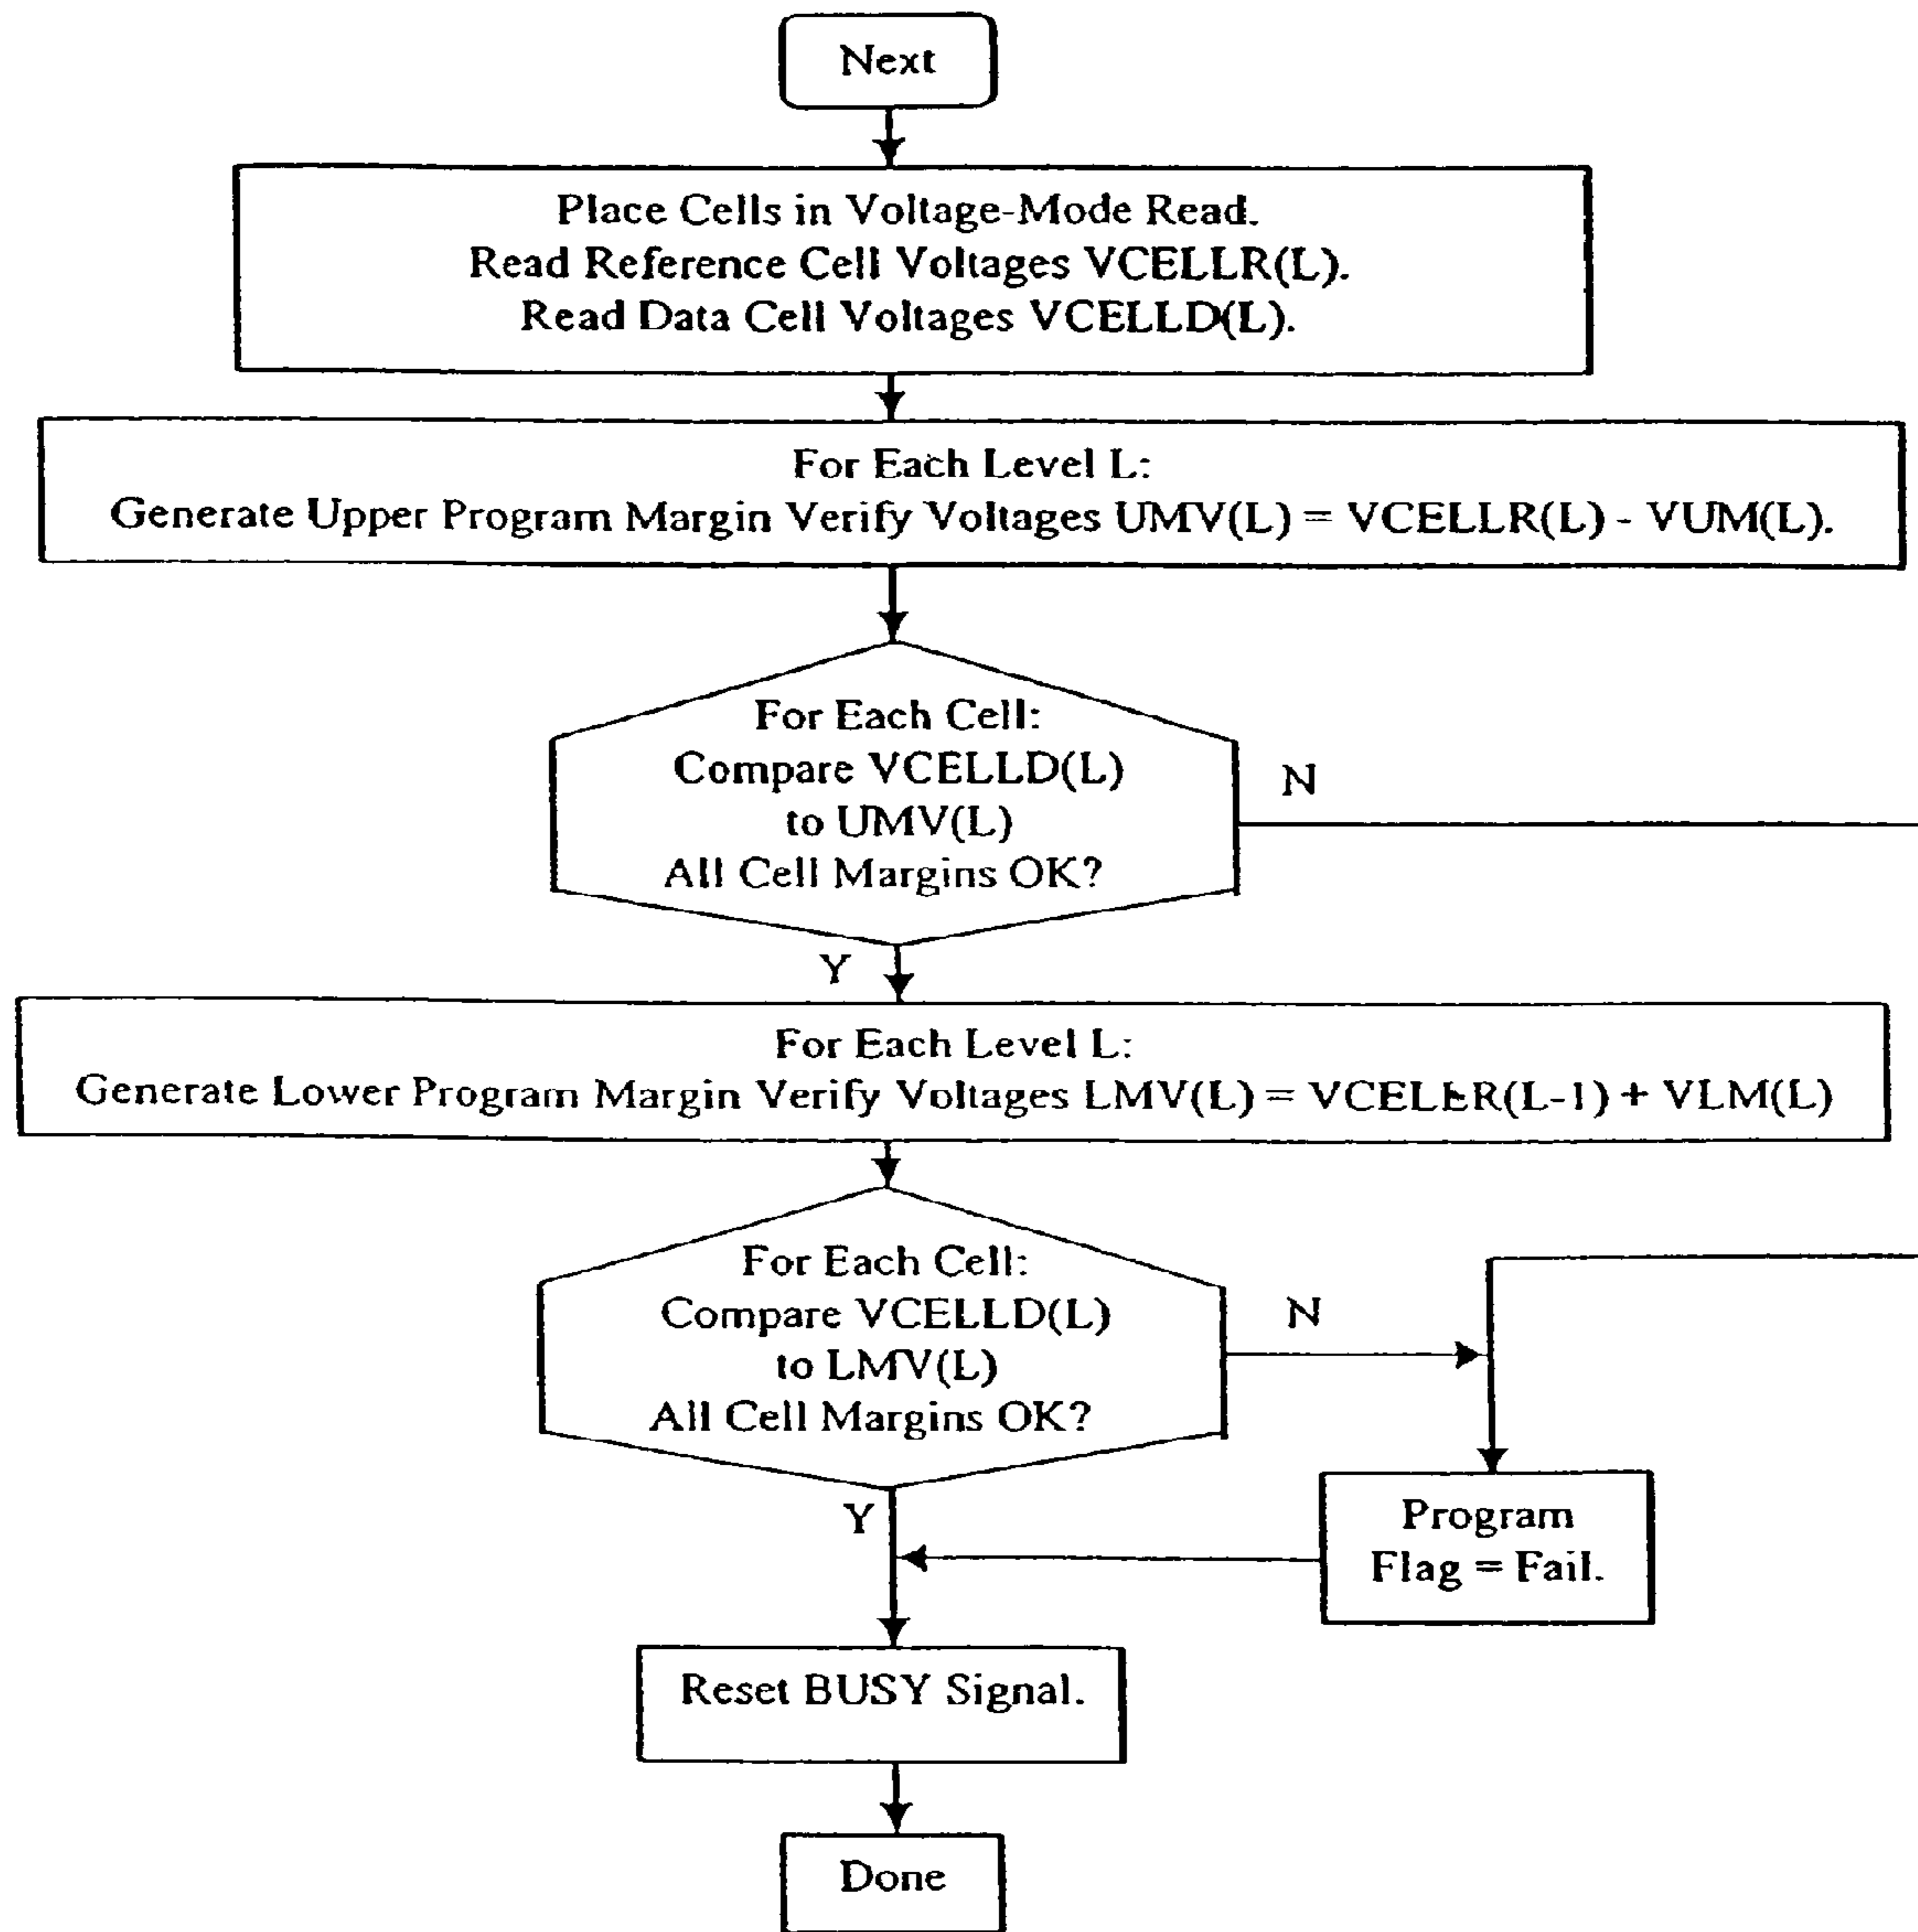 Next
Place Cells in Voltage-Mode Read.
Read Reference Cell Voltages VCELLR(L).
Read Data Cell Voltages VCELLD(L).
For Each Level L:
Generate Upper Program Margin Verify Voltages UMV(L) = VCELLR(L) - VUM(L).
For Each Cell:
Compare VCELLD(L)
to UMV(L)
All Cell Margins OK?
N
Y
For Each Level L:
Generate Lower Program Margin Verify Voltages LMV(L) = VCELLR(L-1) + VLM(L)
For Each Cell:
Compare VCELLD(L)
to LMV(L)
All Cell Margins OK?
N
Y
Program
Flag = Fail.
Reset BUSY Signal.
Done